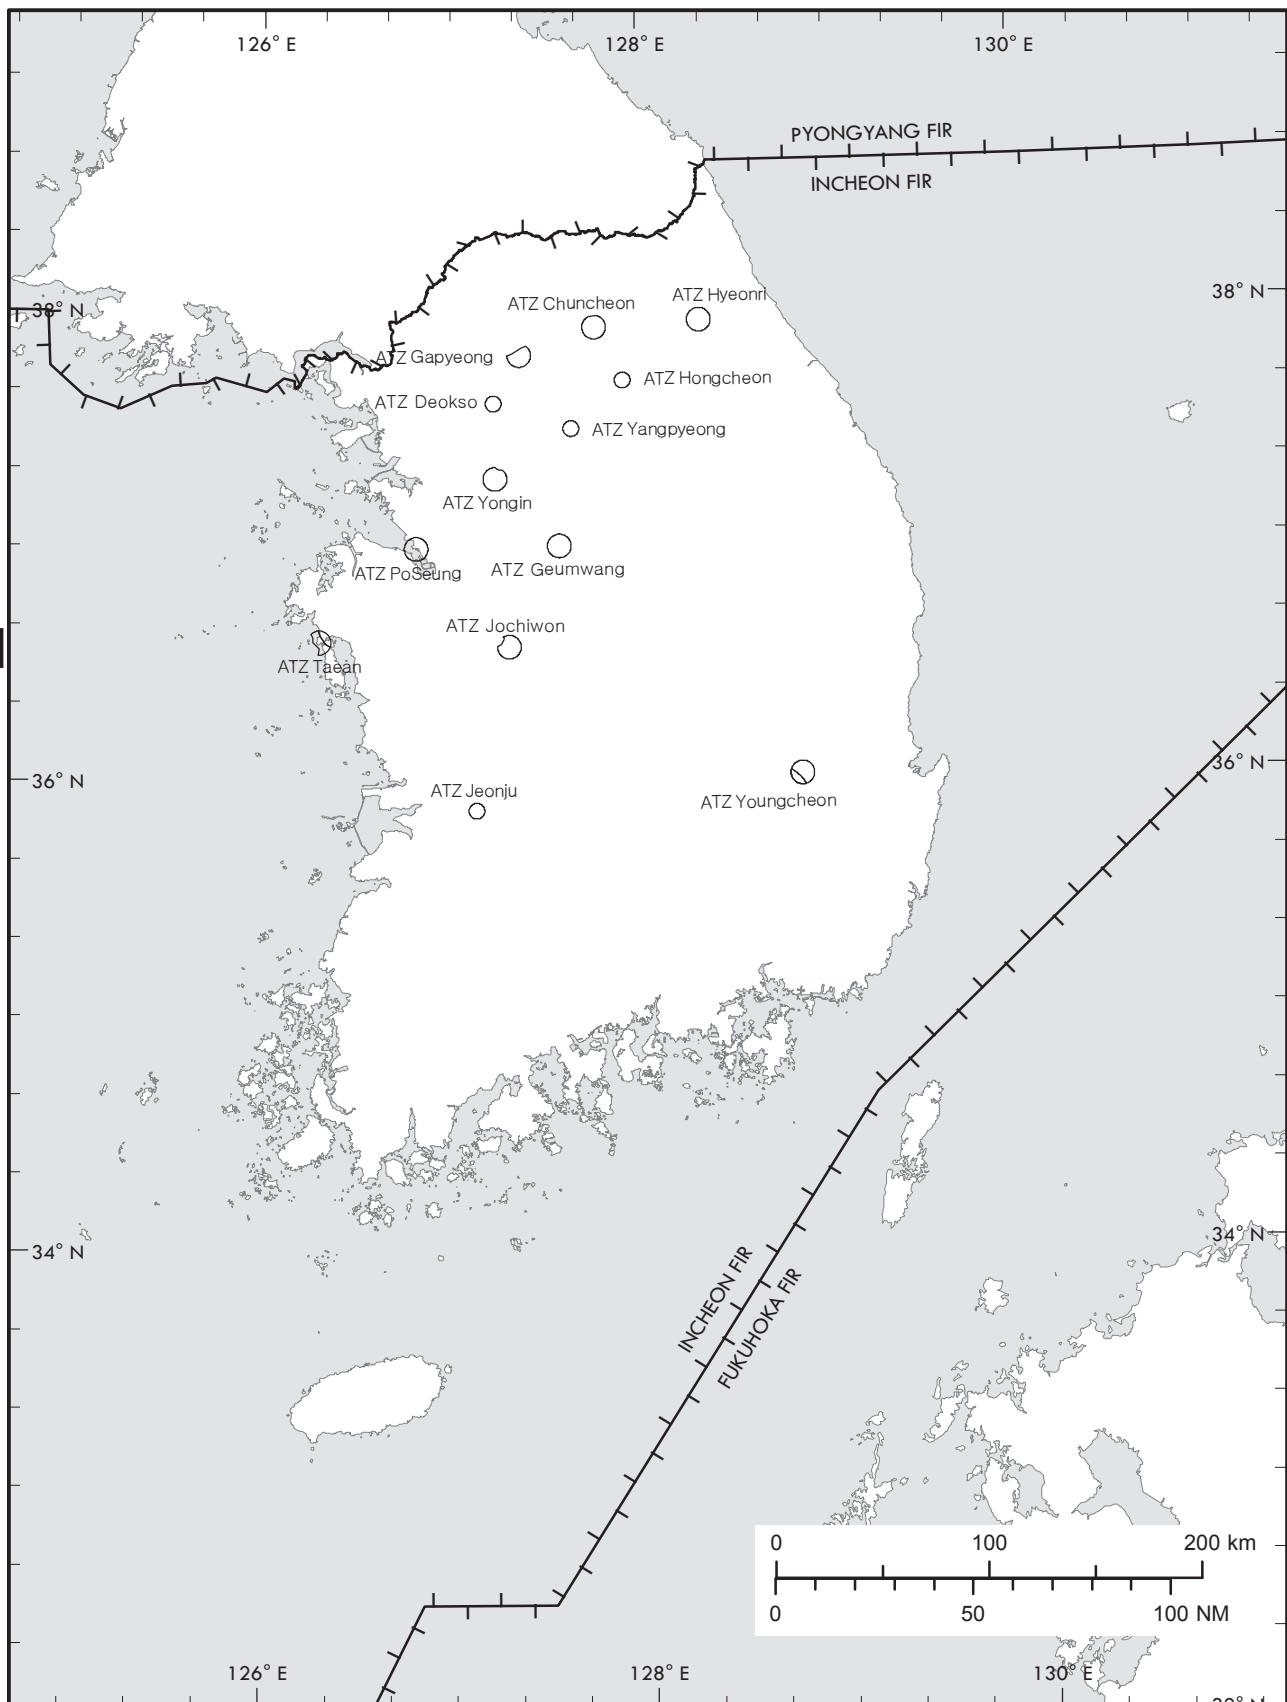 126° E
128° E
130° E
PYONGYANG FIR
INCHEON FIR
38° N
38° N
ATZ Hyeonri
ATZ Chuncheon
ATZ Gapyeong
ATZ Hongcheon
ATZ Deokso
ATZ Yangpyeong
ATZ Yongin
ATZ PoSeung
ATZ Geumwang
ATZ Jochiwon
ATZ Taean
36° N
36° N
ATZ Jeonju
ATZ Youngcheon
34° N
34° N
INCHEON FIR
FUKUHOKA FIR
0 100 200 km
0 50 100 NM
126° E
128° E
130° E